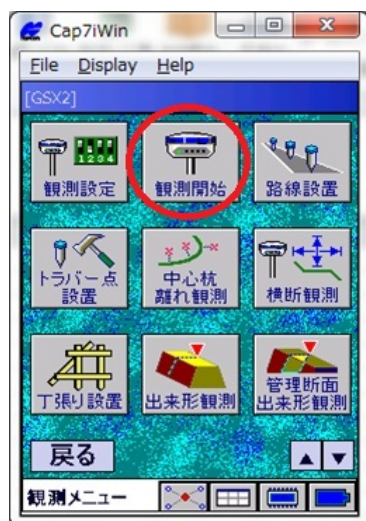 Cap7iWin
File Display Help
[GSX2]
1234
観測設定
観測開始
路線設置
トラバー点
設置
中心杭
離れ観測
横断観測
丁張り設置
出来形観測
管理断面
出来形観測
戻る
観測メニュー